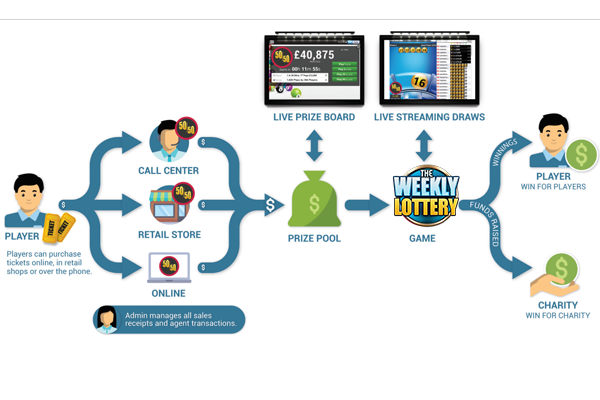 50
50
£40,875
00h 11m 55s
16
LIVE PRIZE BOARD
LIVE STREAMING DRAWS
50
50
$
CALL CENTER
PLAYER
TICKET
TICKET
$
Players can purchase
tickets online, in retail
shops or over the phone.
50
50
$
RETAIL STORE
$
$
PRIZE POOL
THE
WEEKLY
LOTTERY
GAME
WINNINGS
FUNDS RAISED
$
PLAYER
WIN FOR PLAYERS
50
50
$
ONLINE
$
CHARITY
WIN FOR CHARITY
Admin manages all sales
receipts and agent transactions.